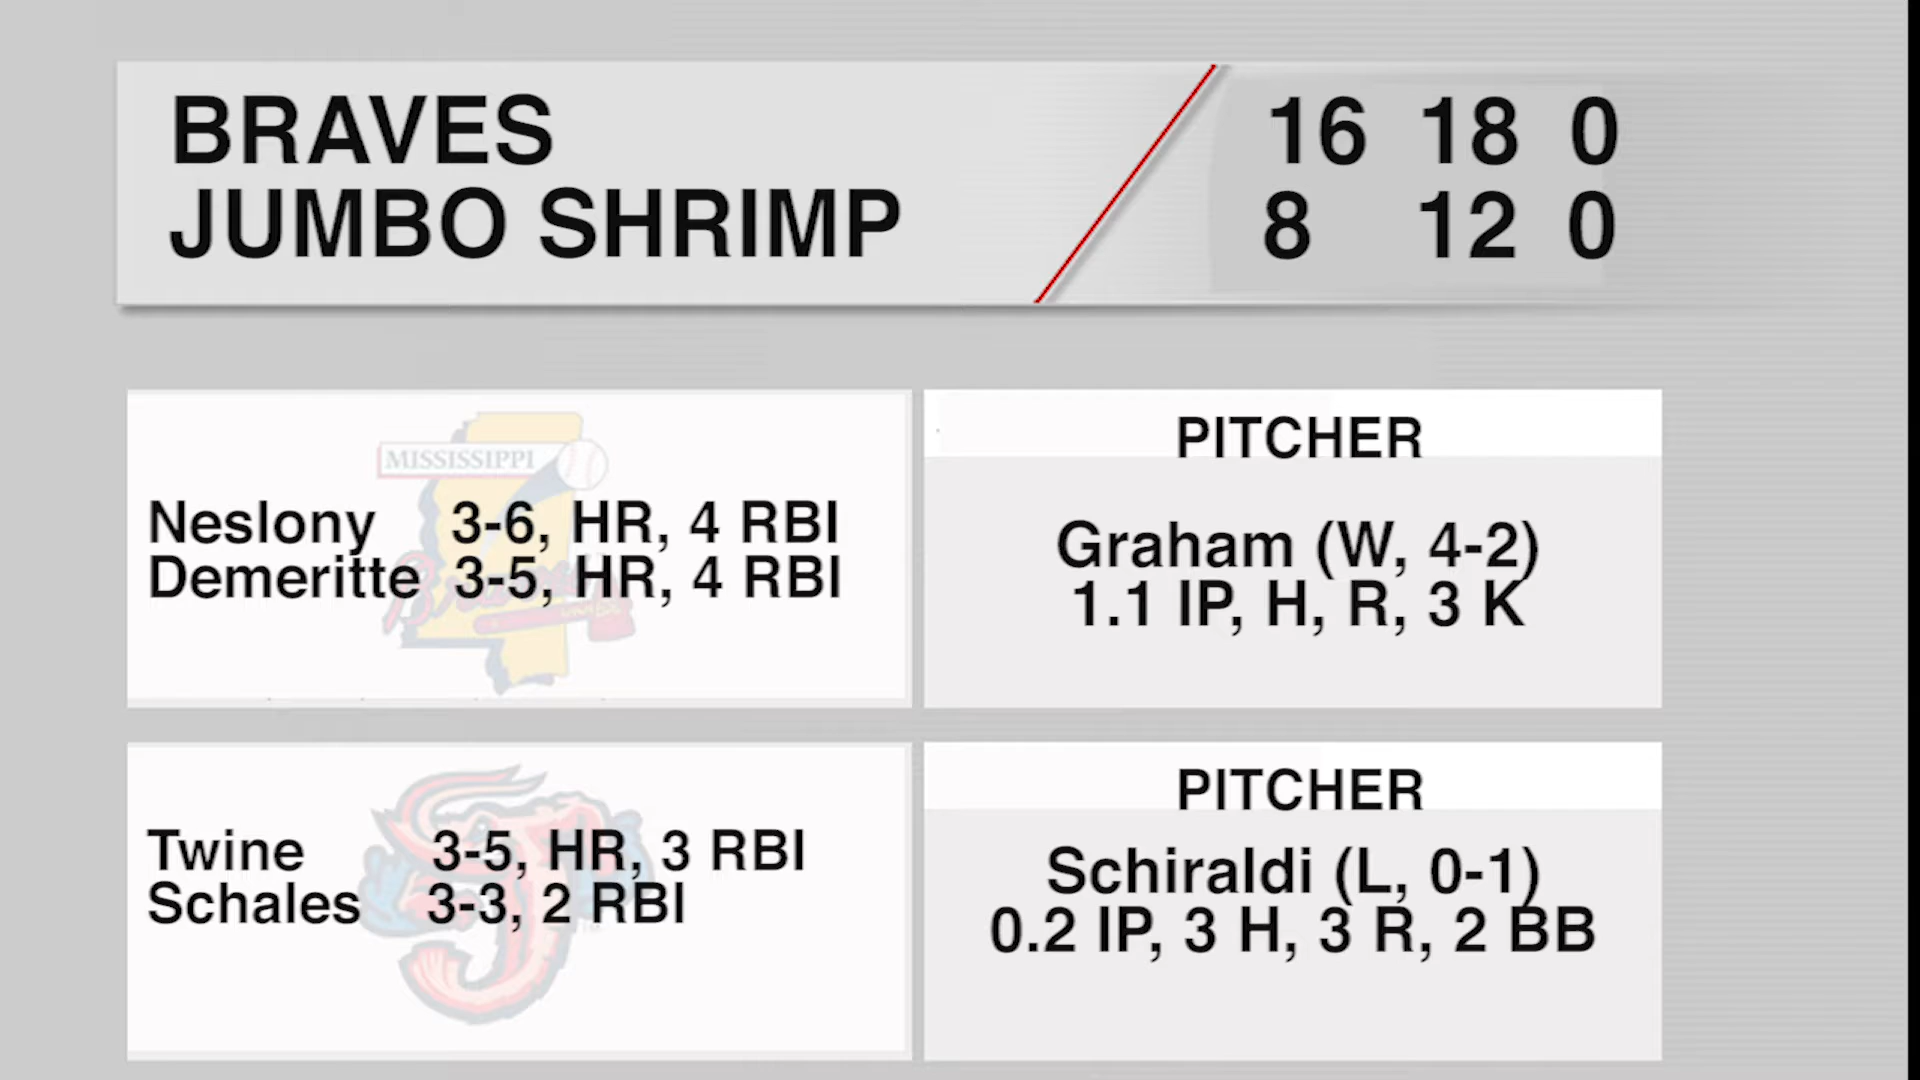 BRAVES 16 18 0
JUMBO SHRIMP 8 12 0
MISSISSIPPI
Braves
Neslony 3-6, HR, 4 RBI
Demeritte 3-5, HR, 4 RBI
PITCHER
Graham (W, 4-2)
1.1 IP, H, R, 3 K
Twine 3-5, HR, 3 RBI
Schales 3-3, 2 RBI
PITCHER
Schiraldi (L, 0-1)
0.2 IP, 3 H, 3 R, 2 BB